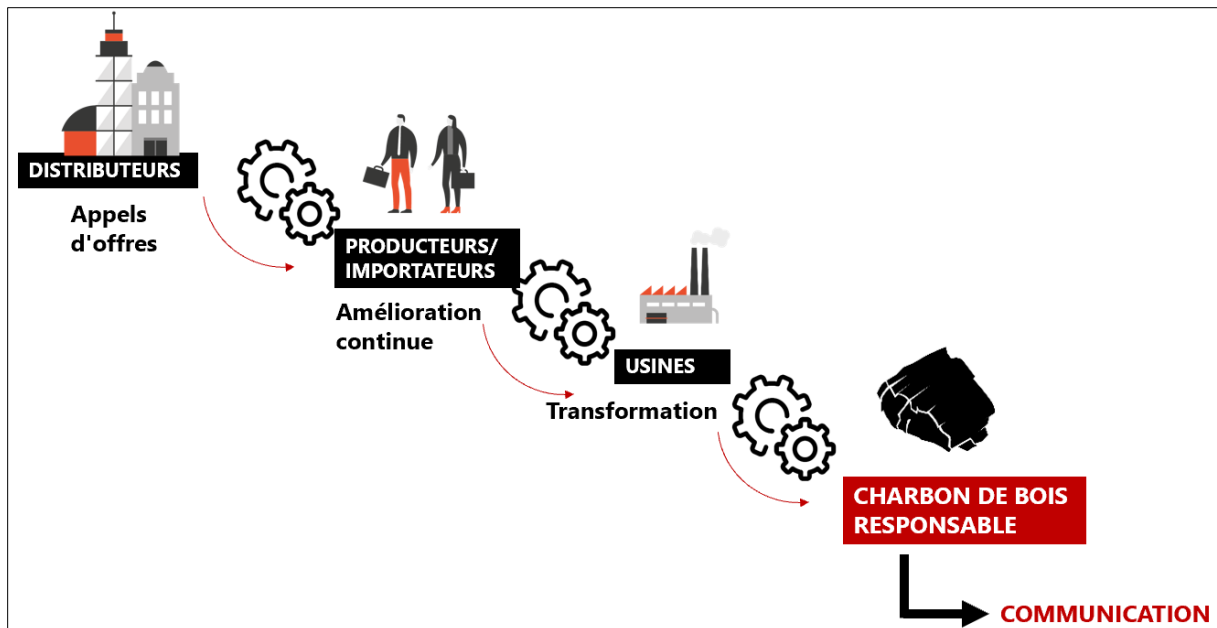 DISTRIBUTEURS
Appels
d'offres
PRODUCTEURS/
IMPORTATEURS
Amélioration
continue
USINES
Transformation
CHARBON DE BOIS
RESPONSABLE
COMMUNICATION